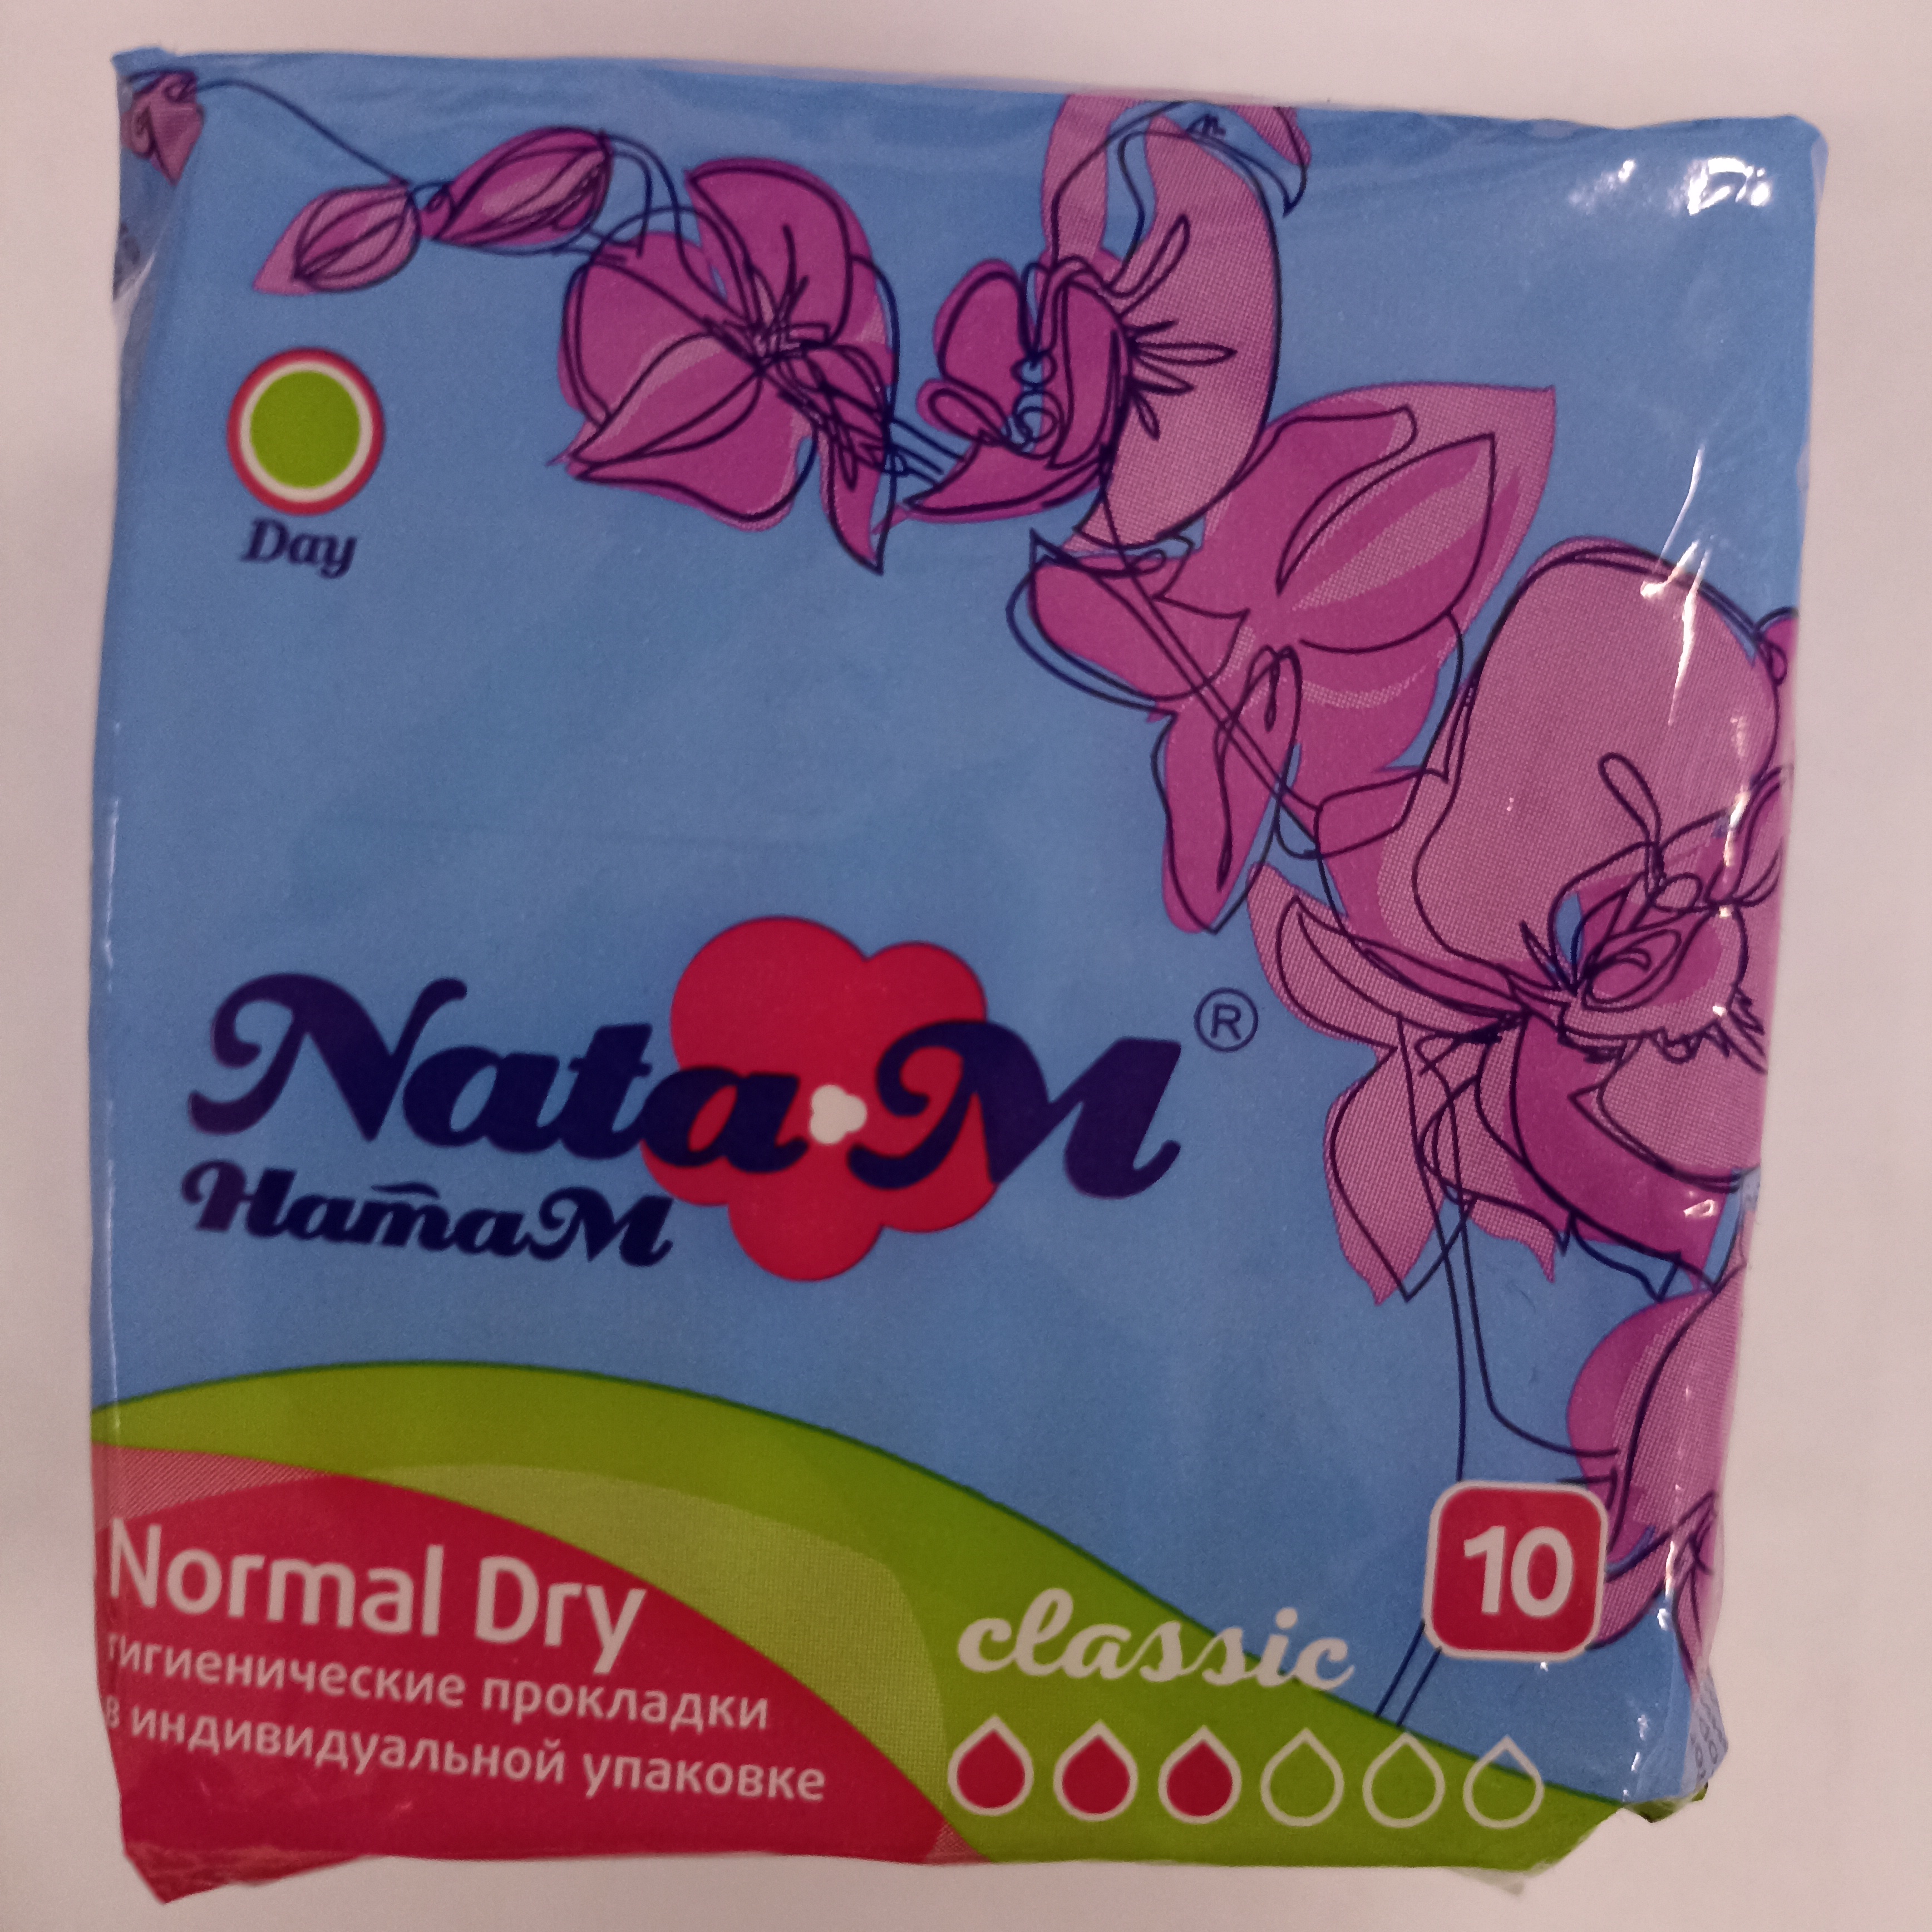 Day
Nata·M®
НатаМ
Normal Dry
гигиенические прокладки
в индивидуальной упаковке
classic
10